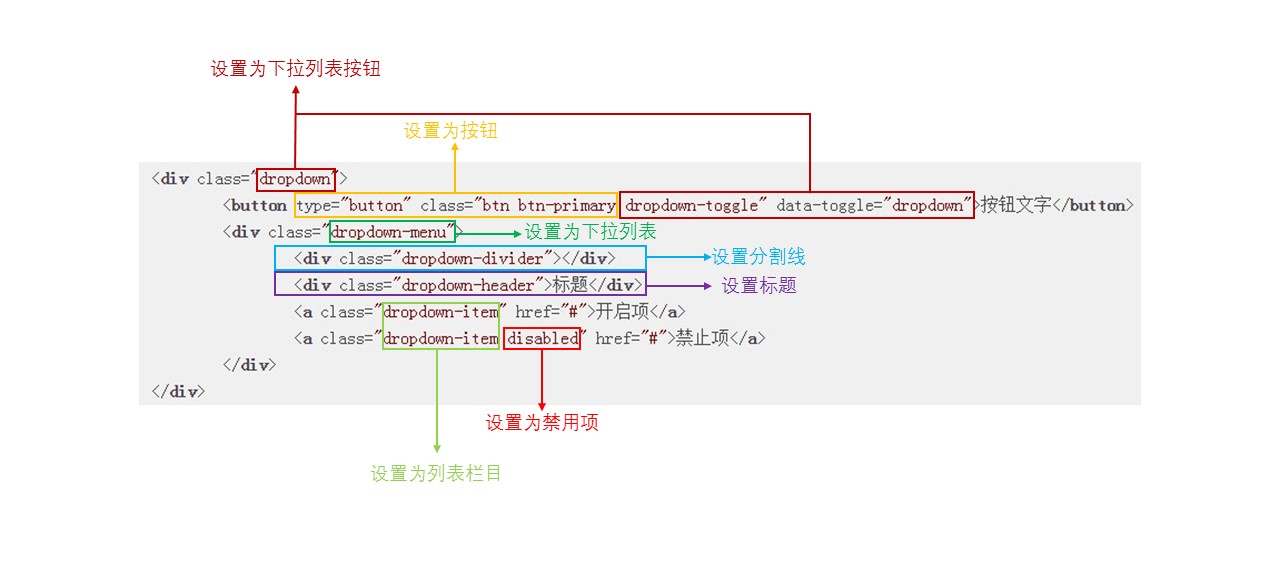 设置为下拉列表按钮
设置为按钮
<div class="dropdown">
<button type="button" class="btn btn-primary dropdown-toggle" data-toggle="dropdown">按钮文字</button>
<div class="dropdown-menu"> 设置为下拉列表
<div class="dropdown-divider"></div> 设置分割线
<div class="dropdown-header">标题</div> 设置标题
<a class="dropdown-item" href="#">开启项</a>
<a class="dropdown-item disabled" href="#">禁止项</a>
</div>
</div>
设置为禁用项
设置为列表栏目